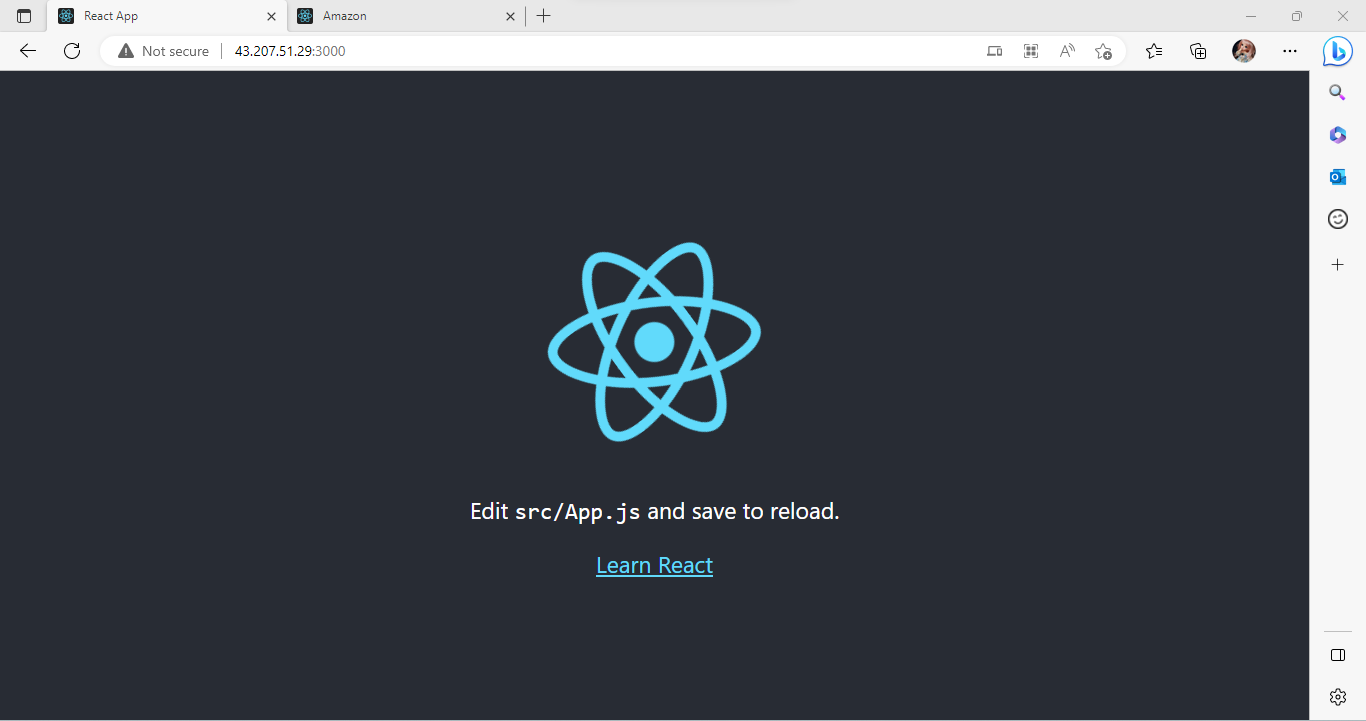 React App
Amazon
Not secure
43.207.51.29:3000
Edit src/App.js and save to reload.
Learn React